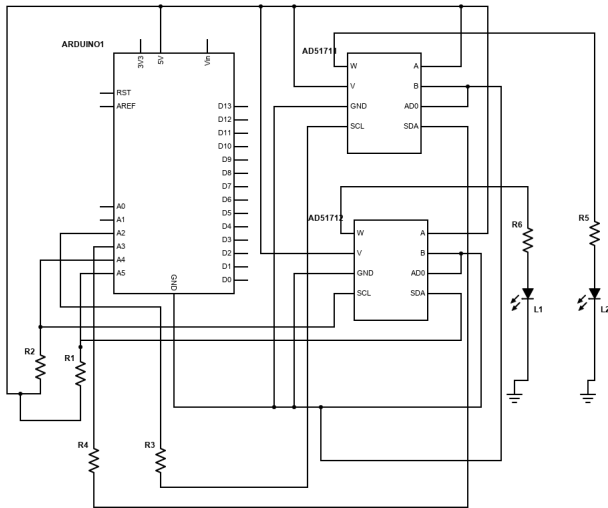 ARDUINO1
3V3
5V
Vin
RST
AREF
D13
D12
D11
D10
D9
D8
D7
D6
D5
D4
D3
D2
D1
D0
A0
A1
A2
A3
A4
A5
GND
AD51711
W
V
GND
SCL
A
B
AD0
SDA
AD51712
W
V
GND
SCL
A
B
AD0
SDA
R6
R5
L1
L2
R2
R1
R4
R3